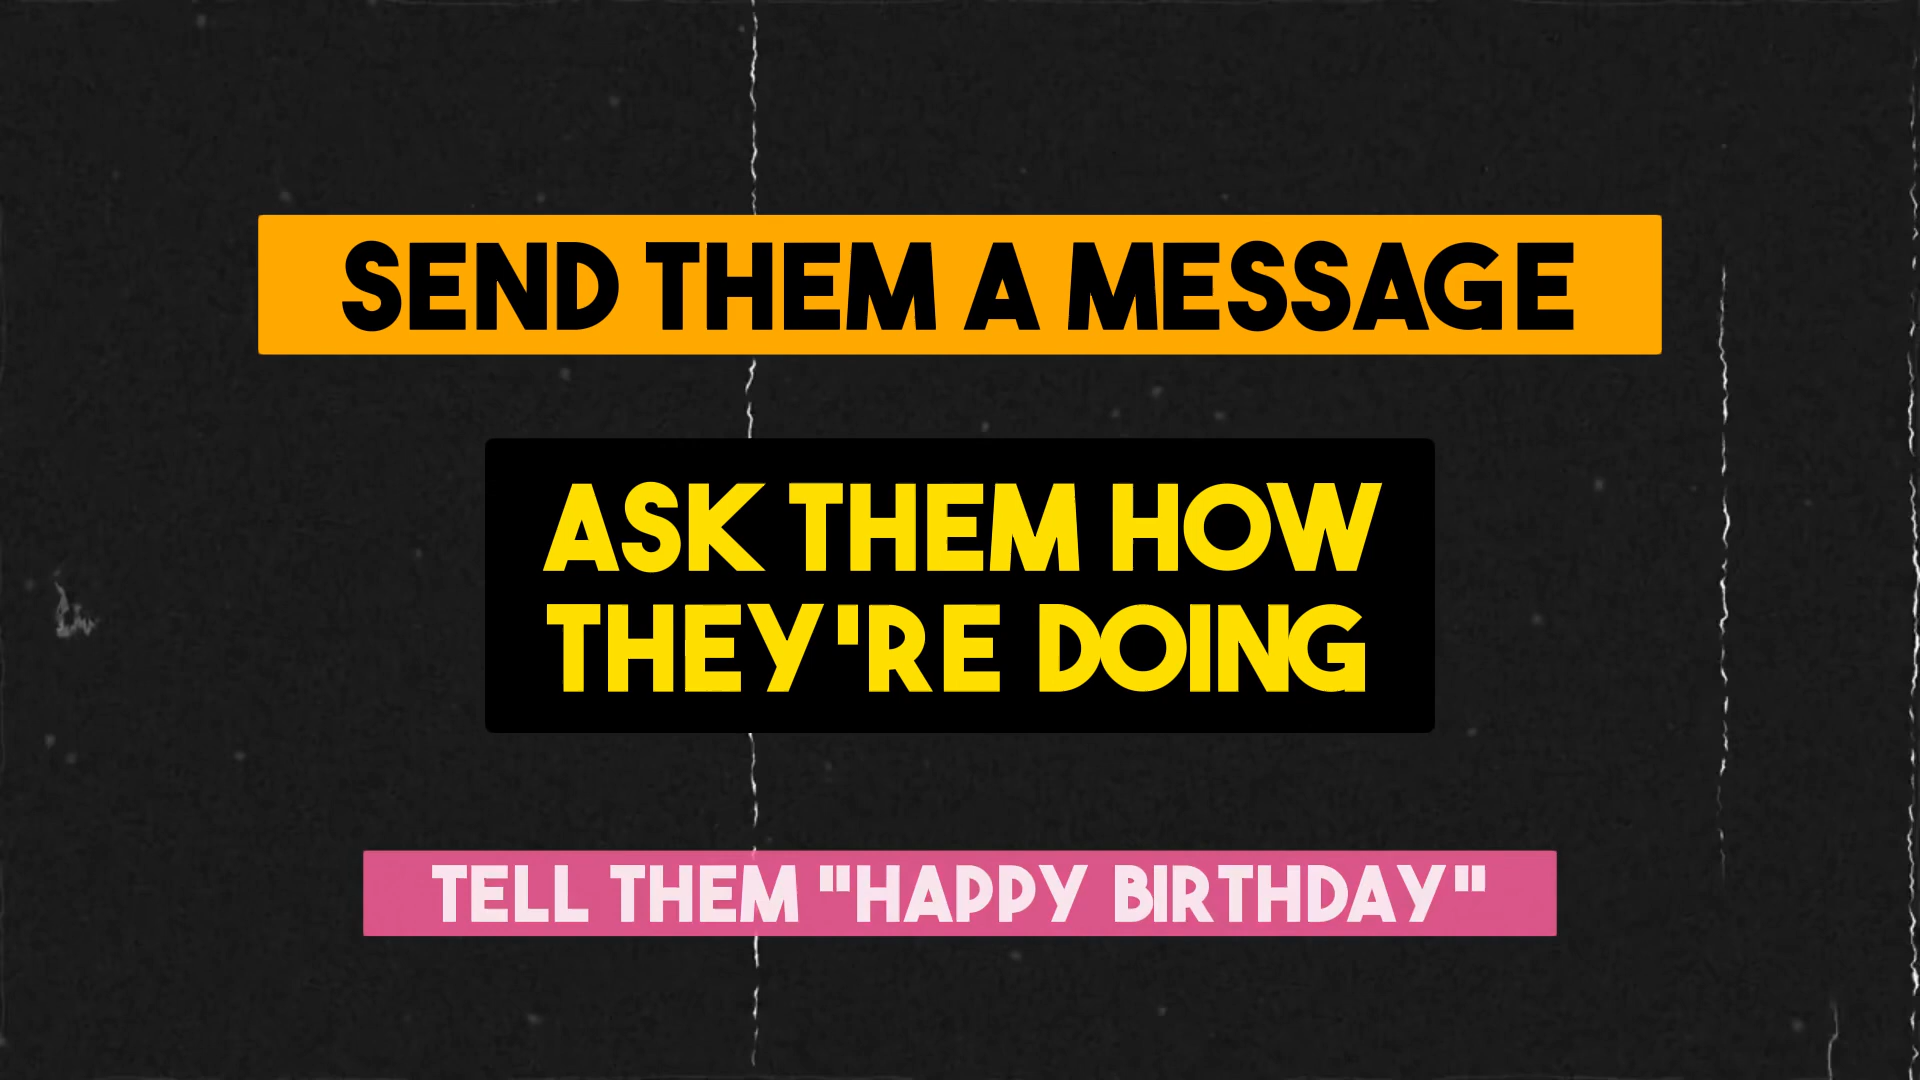 SEND THEM A MESSAGE
ASK THEM HOW
THEY'RE DOING
TELL THEM "HAPPY BIRTHDAY"